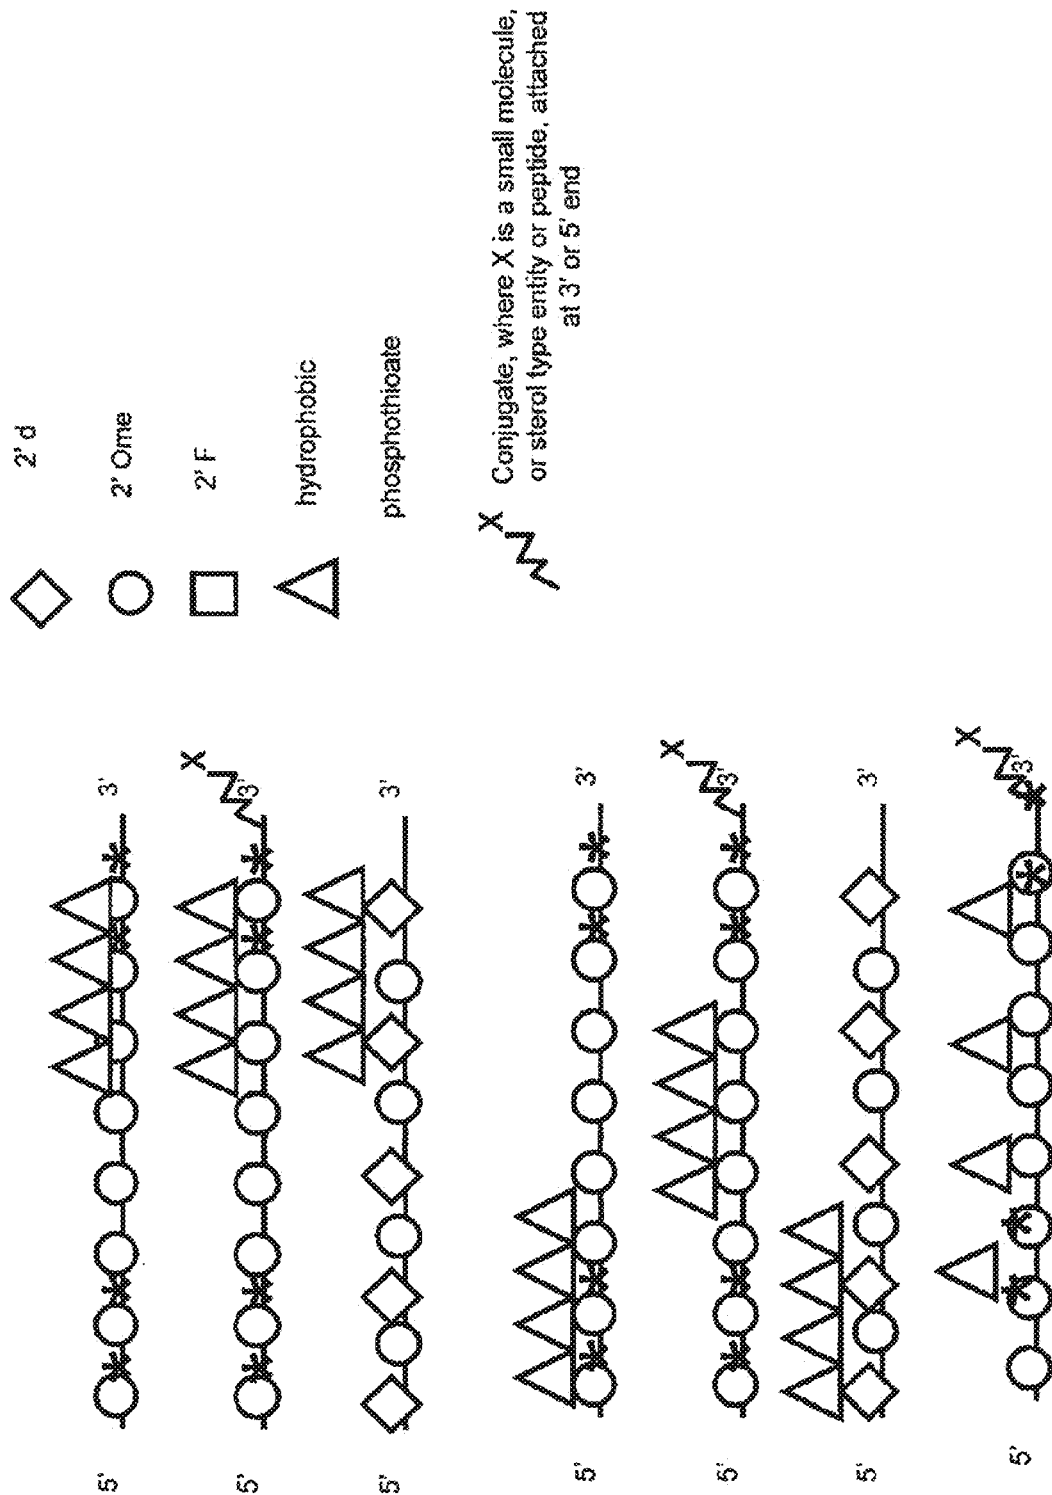 2' d
2' Ome
2' F
hydrophobic
phosphothioate
X
Conjugate, where X is a small molecule,
or sterol type entity or peptide, attached
at 3' or 5' end
5' 3'
5' 3' X
5' 3'
5' 3'
5' 3' X
5' 3'
5' 3' X